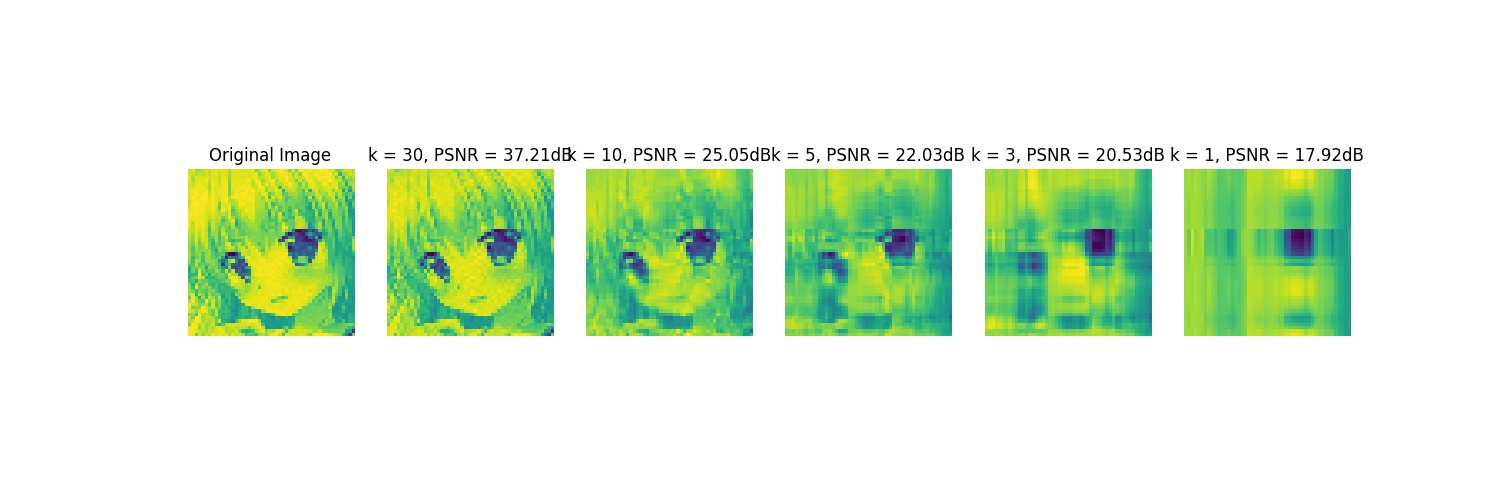 Original Image
k = 30, PSNR = 37.21dB
k = 10, PSNR = 25.05dB
k = 5, PSNR = 22.03dB
k = 3, PSNR = 20.53dB
k = 1, PSNR = 17.92dB